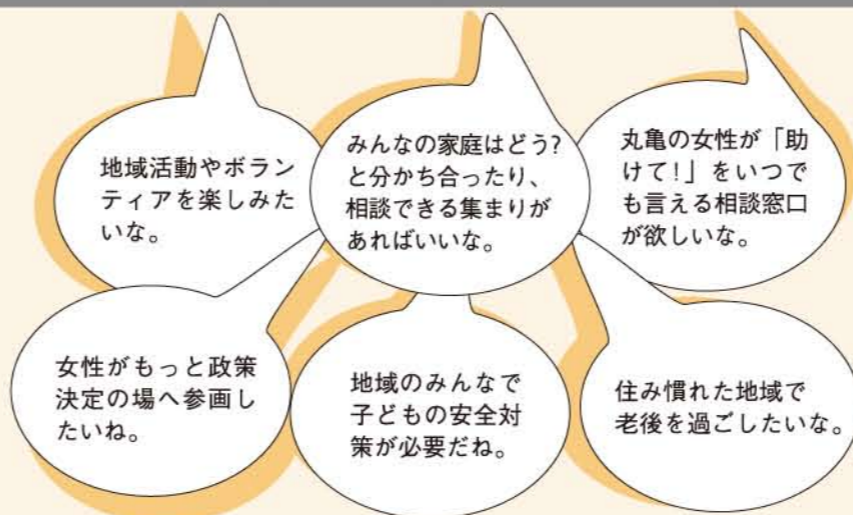 地域活動やボラン
ティアを楽しみた
いな。
みんなの家庭はどう?
と分かち合ったり、
相談できる集まりが
あればいいな。
丸亀の女性が「助
けて!」をいつで
も言える相談窓口
が欲しいな。
女性がもっと政策
決定の場へ参画し
たいね。
地域のみんなで
子どもの安全対
策が必要だね。
住み慣れた地域で
老後を過ごしたいな。